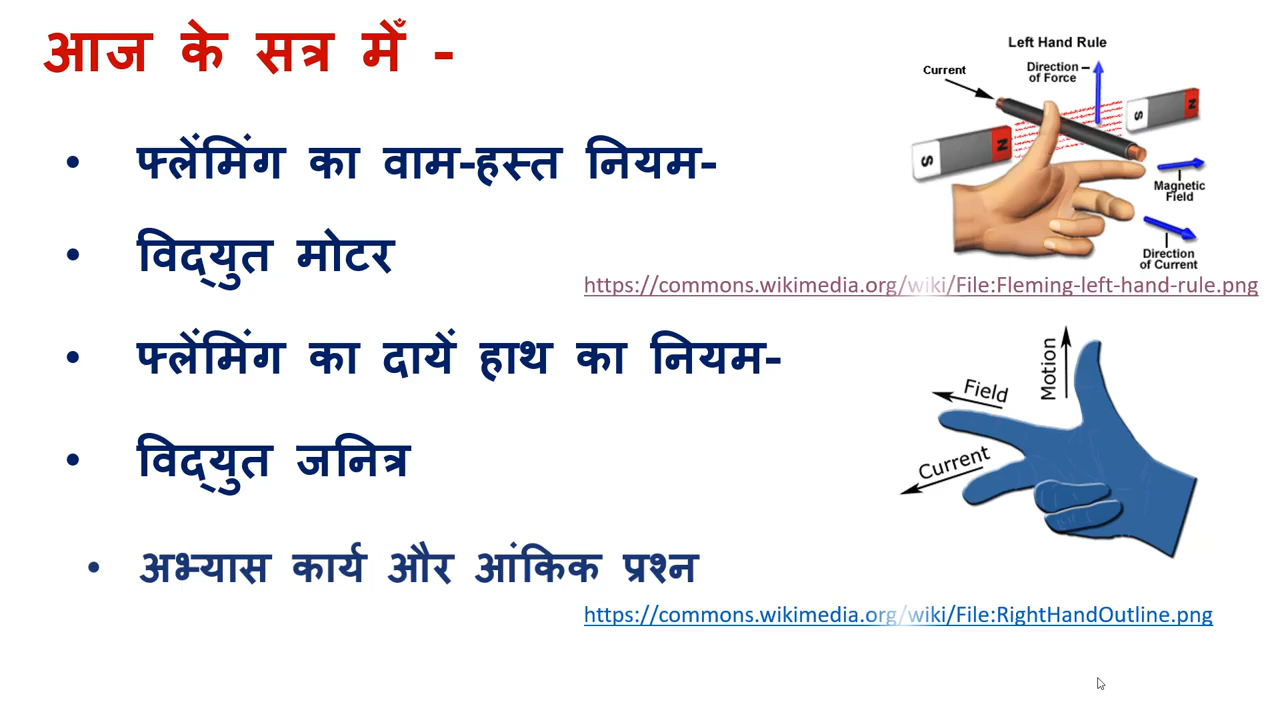 आज के सत्र में -
Left Hand Rule
Current
Direction
of Force
S
N
S
N
Magnetic
Field
Direction
of Current
• फ्लेंमिंग का वाम-हस्त नियम-
• विद्युत मोटर
https://commons.wikimedia.org/wiki/File:Fleming-left-hand-rule.png
• फ्लेंमिंग का दायें हाथ का नियम-
Motion
Field
Current
• विद्युत जनित्र
• अभ्यास कार्य और आंकिक प्रश्न
https://commons.wikimedia.org/wiki/File:RightHandOutline.png